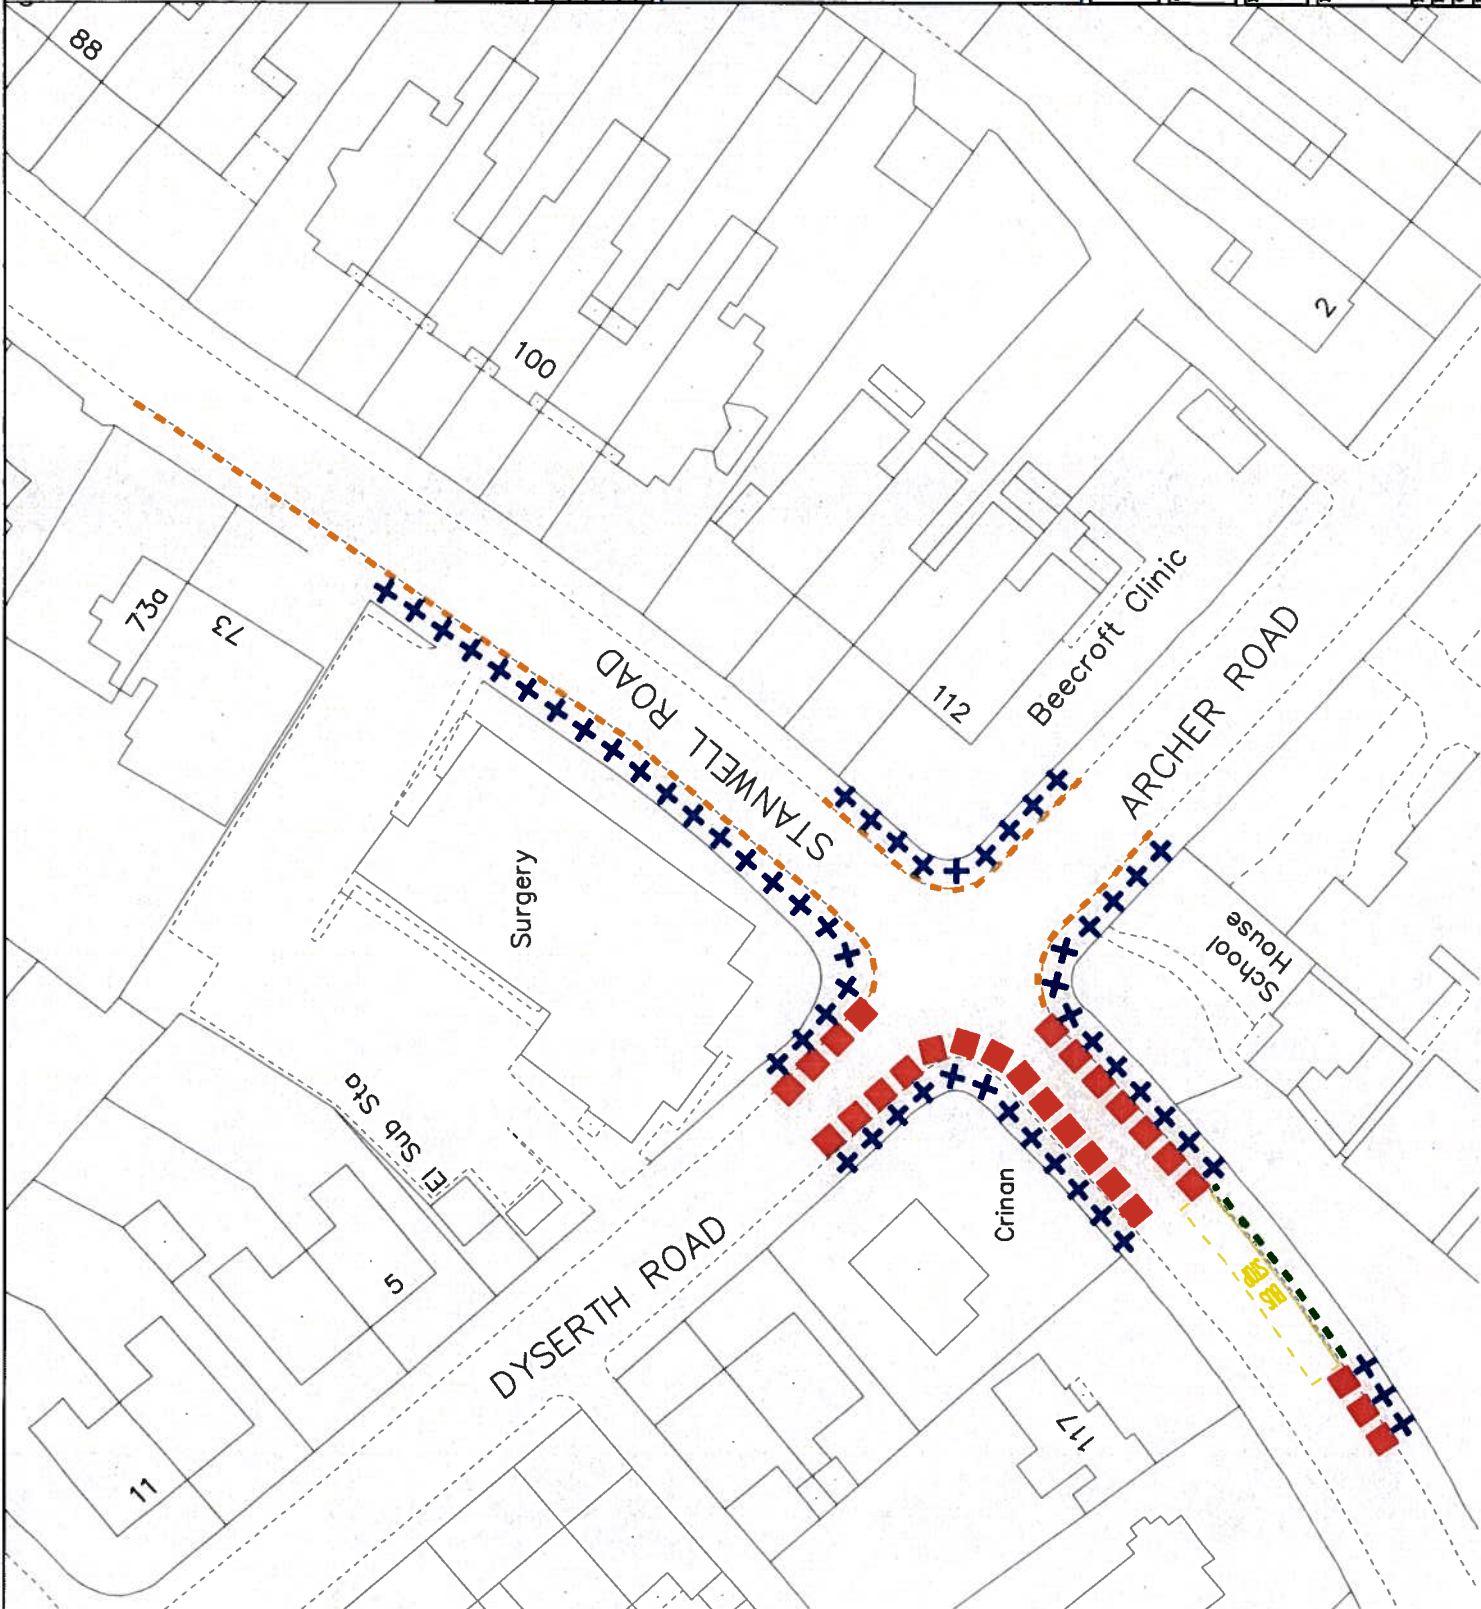 88
2
100
73a
73
STANWELL ROAD
112
Beecroft Clinic
ARCHER ROAD
Surgery
School
House
El Sub Sta
Crinan
5
DYSERTH ROAD
117
11